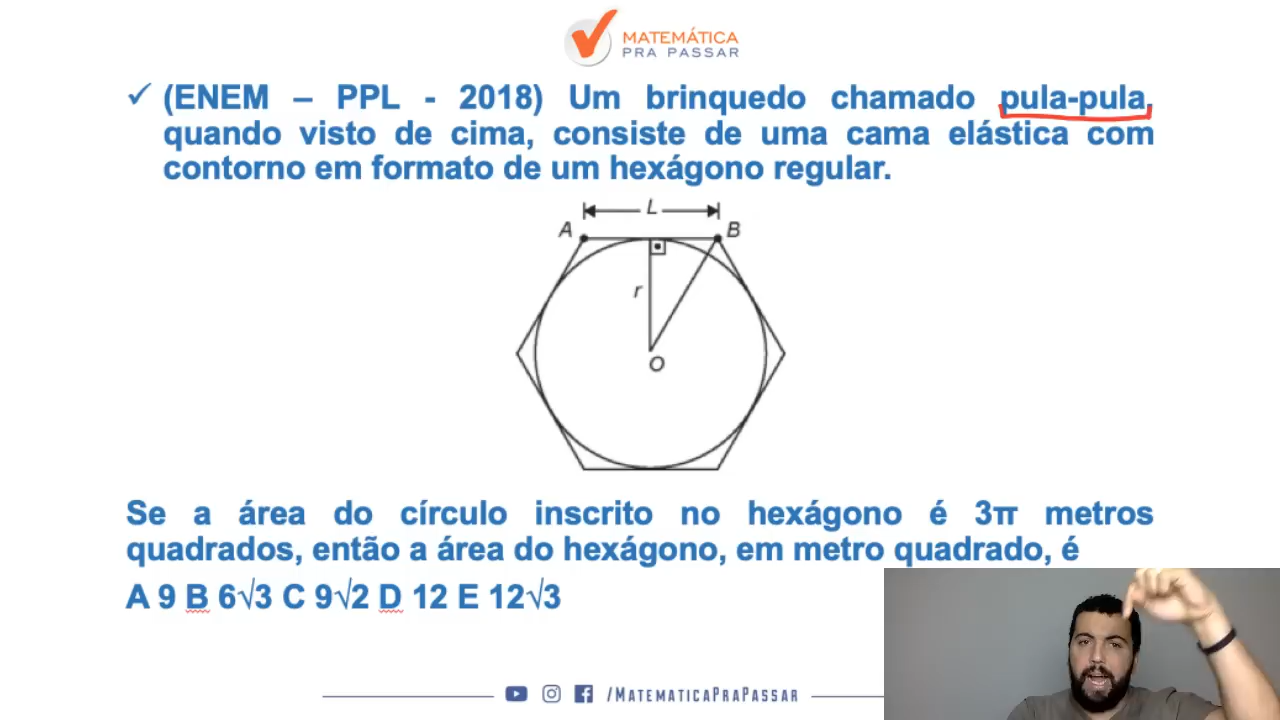 MATEMÁTICA
PRA PASSAR
✓ (ENEM – PPL - 2018) Um brinquedo chamado pula-pula,
quando visto de cima, consiste de uma cama elástica com
contorno em formato de um hexágono regular.
L
A
B
r
O
Se a área do círculo inscrito no hexágono é 3π metros
quadrados, então a área do hexágono, em metro quadrado, é
A 9 B 6√3 C 9√2 D 12 E 12√3
/MATEMATICAPRAPASSAR